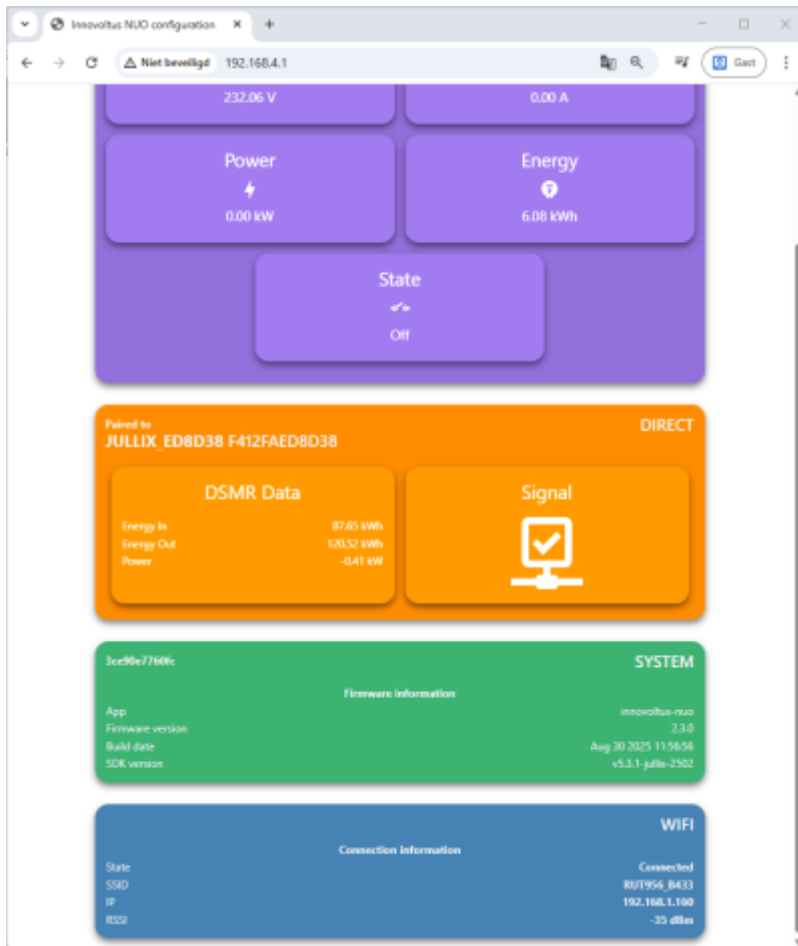 Innovoltus NUO configuration
Niet beveiligd 192.168.4.1
Gast
232.06 V
0.00 A
Power
0.00 kW
Energy
6.08 kWh
State
Off
Paired to
DIRECT
JULLIX_ED8D38 F412FAED8D38
DSMR Data
Energy In 87.65 kWh
Energy Out 120.52 kWh
Power -0.41 kW
Signal
3ce90e7760fc SYSTEM
Firmware information
App innovoltus-nuo
Firmware version 2.3.0
Build date Aug 30 2025 11:56:56
SDK version v5.3.1-jullix-2502
WIFI
Connection information
State Connected
SSID RUT956_B433
IP 192.168.1.160
RSSI -35 dBm